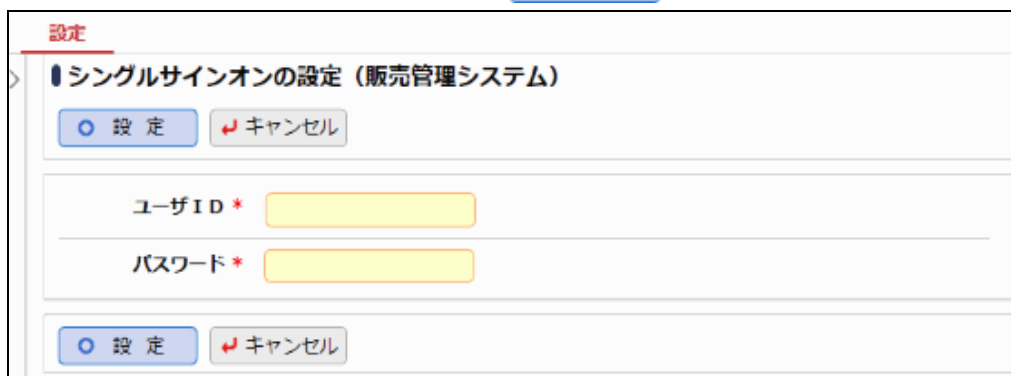 設定
シングルサインオンの設定（販売管理システム）
設 定 キャンセル
ユーザＩＤ *
パスワード *
設 定 キャンセル